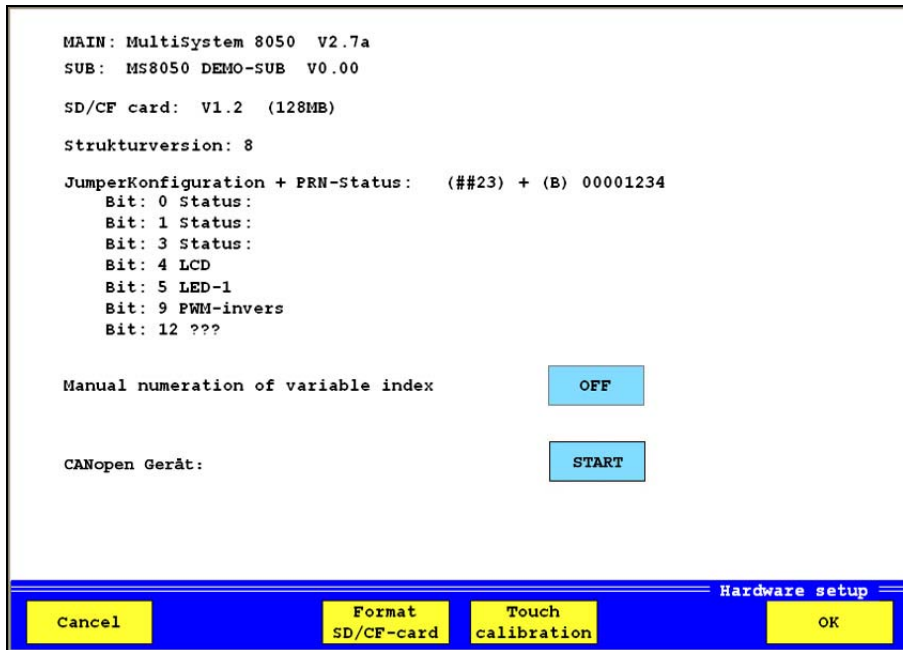 MAIN: MultiSystem 8050 V2.7a
SUB: MS8050 DEMO-SUB V0.00
SD/CF card: V1.2 (128MB)
Strukturversion: 8
JumperKonfiguration + PRN-Status: (##23) + (B) 00001234
Bit: 0 Status:
Bit: 1 Status:
Bit: 3 Status:
Bit: 4 LCD
Bit: 5 LED-1
Bit: 9 PWM-invers
Bit: 12 ???
Manual numeration of variable index OFF
CANopen Gerät: START
Hardware setup
Cancel
Format
SD/CF-card
Touch
calibration
OK